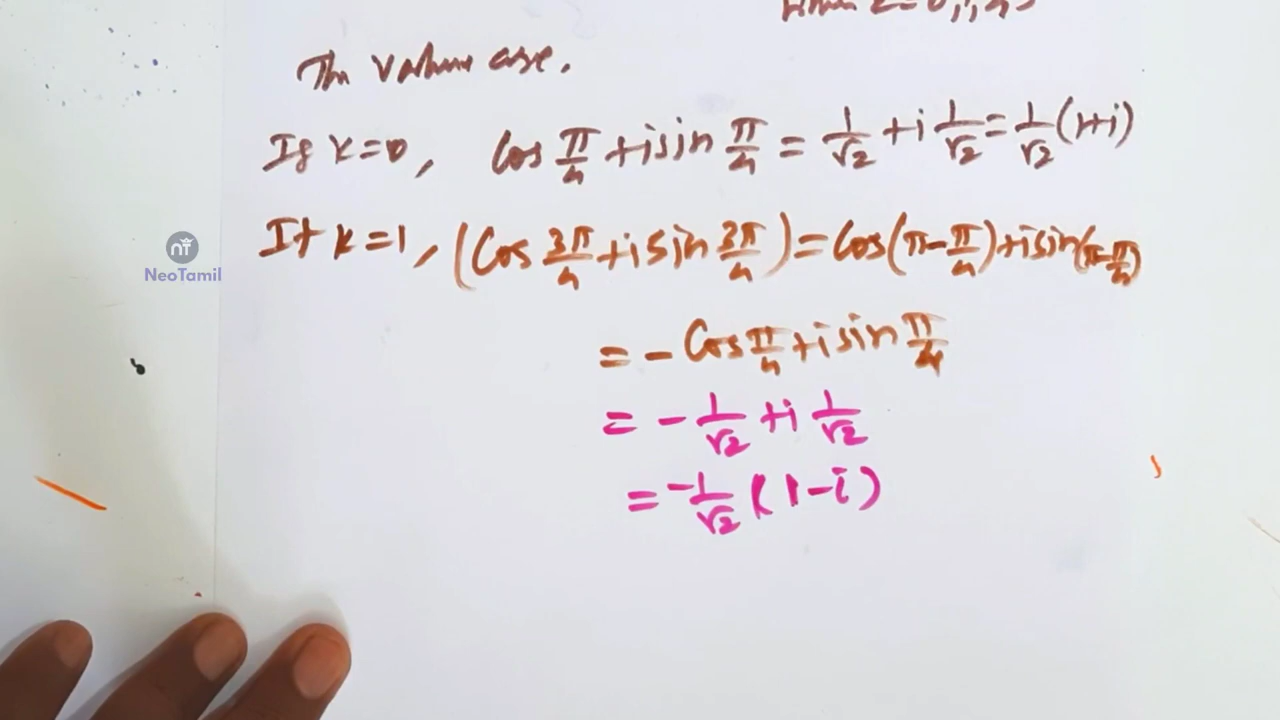 The values are.
If k=0, cos π/4 + i sin π/4 = 1/√2 + i 1/√2 = 1/√2 (1+i)
If k=1, (cos 3π/4 + i sin 3π/4) = cos(π-π/4) + i sin(π-π/4)
= - cos π/4 + i sin π/4
= - 1/√2 + i 1/√2
= -1/√2 (1-i)
NeoTamil